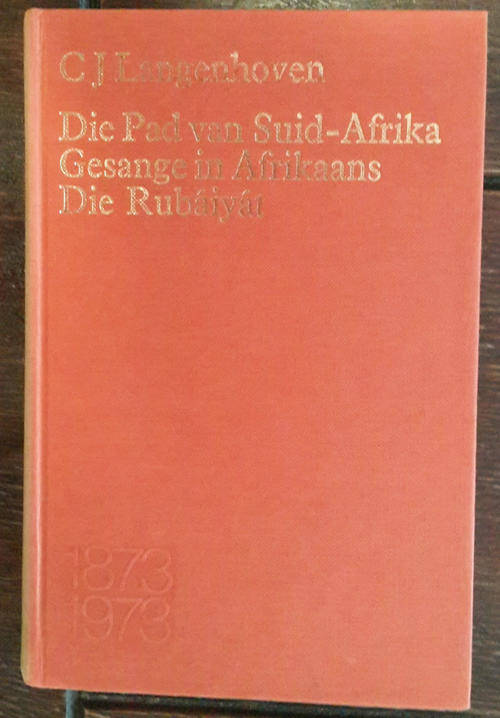 C J Langenhoven
Die Pad van Suid-Afrika
Gesange in Afrikaans
Die Rubáiyát
1873
1973